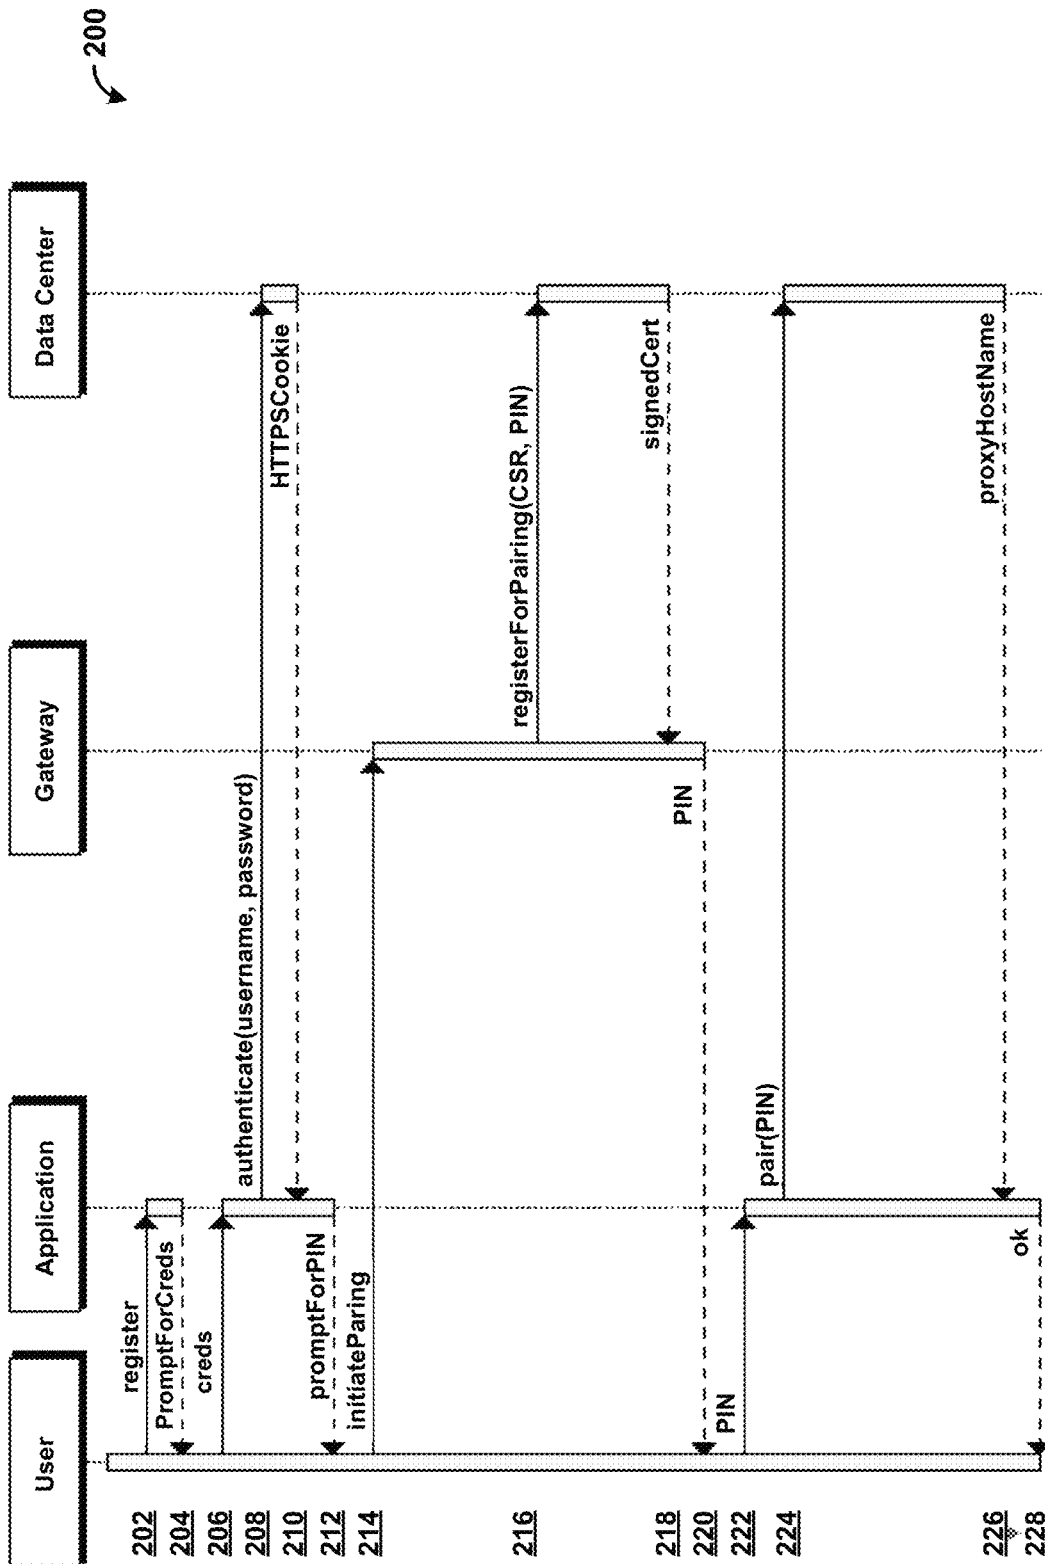 200
User
Application
Gateway
Data Center
202
register
204
PromptForCreds
206
creds
208
authenticate(username, password)
210
HTTPSCookie
212
promptForPIN
214
initiateParing
216
registerForPairing(CSR, PIN)
218
signedCert
220
PIN
222
PIN
224
pair(PIN)
226
proxyHostName
228
ok